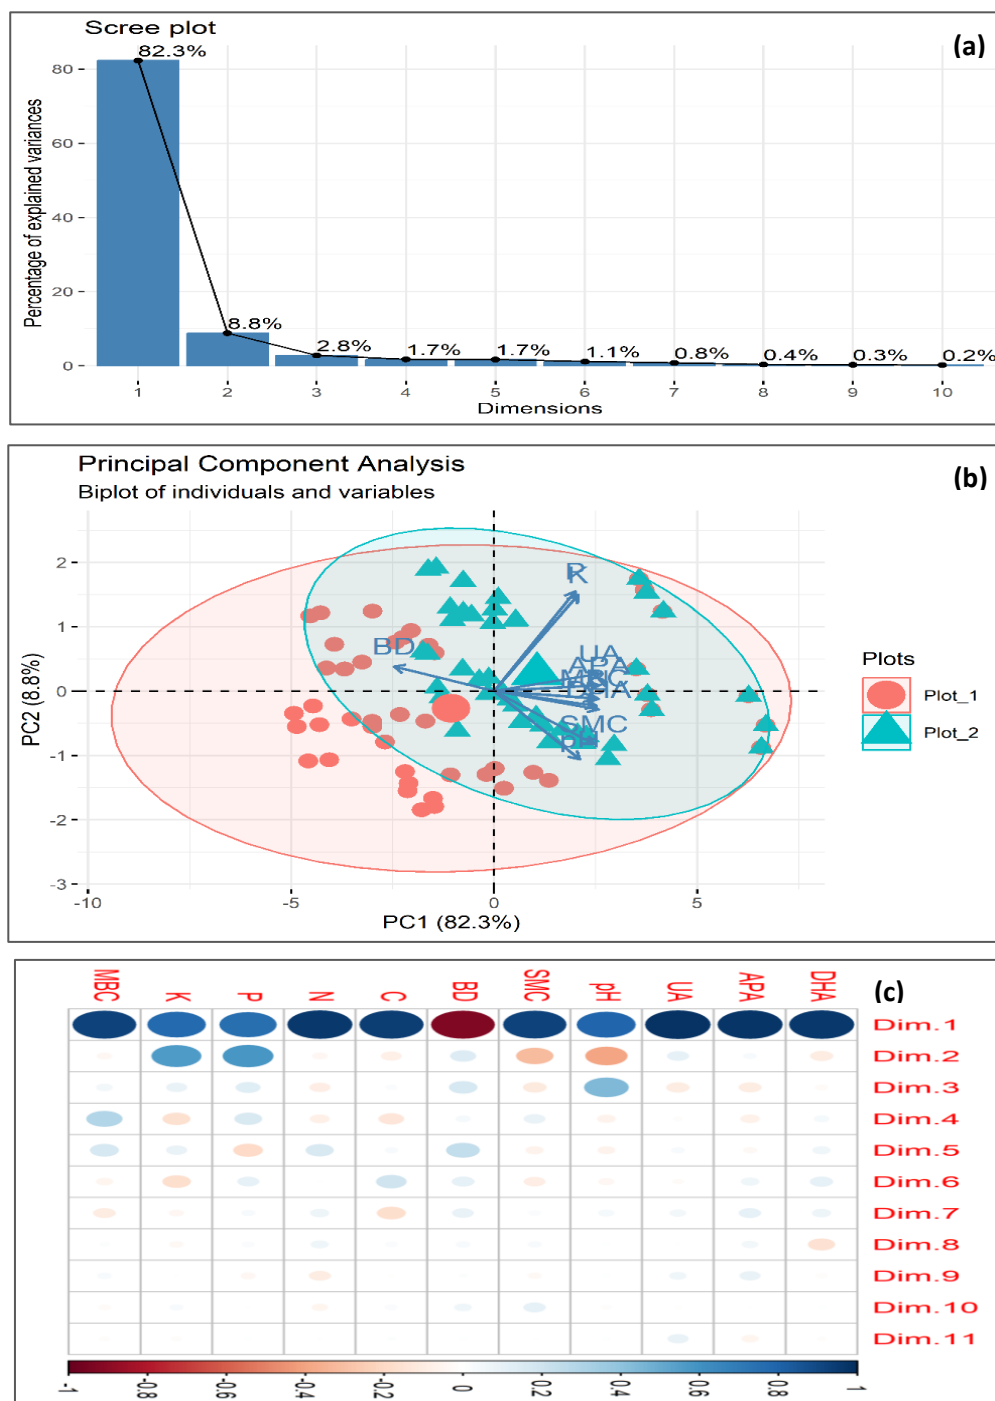 Scree plot
(a)
82.3%
8.8%
2.8%
1.7%
1.7%
1.1%
0.8%
0.4%
0.3%
0.2%
Percentage of explained variances
80
60
40
20
0
1 2 3 4 5 6 7 8 9 10
Dimensions
Principal Component Analysis
(b)
Biplot of individuals and variables
PC2 (8.8%)
2
1
0
-1
-2
-3
K
BD
UA
APA
SMC
-10 -5 0 5
PC1 (82.3%)
Plots
Plot_1
Plot_2
(c)
MBC K P N C BD SMC pH UA APA DHA
Dim.1
Dim.2
Dim.3
Dim.4
Dim.5
Dim.6
Dim.7
Dim.8
Dim.9
Dim.10
Dim.11
-1 -0.8 -0.6 -0.4 -0.2 0 0.2 0.4 0.6 0.8 1